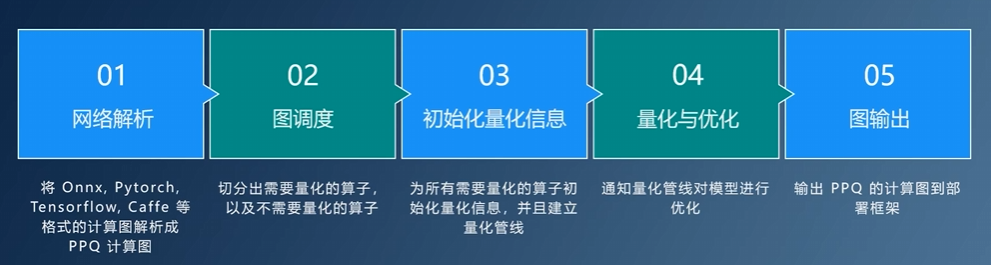 01
网络解析
将 Onnx, Pytorch,
Tensorflow, Caffe 等
格式的计算图解析成
PPQ 计算图
02
图调度
切分出需要量化的算子，
以及不需要量化的算子
03
初始化量化信息
为所有需要量化的算子初
始化量化信息，并且建立
量化管线
04
量化与优化
通知量化管线对模型进行
优化
05
图输出
输出 PPQ 的计算图到部
署框架